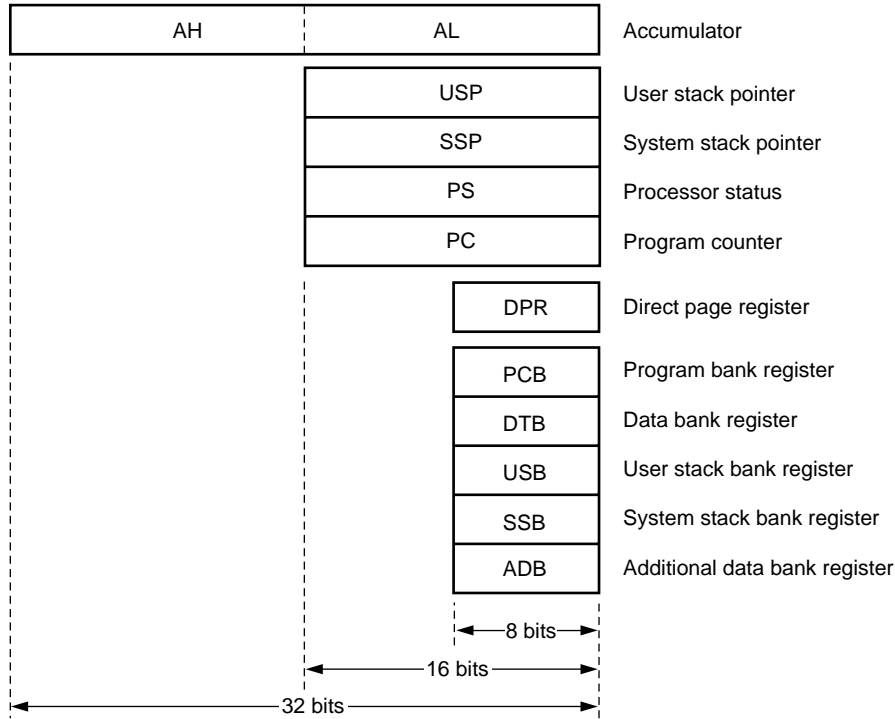 AH AL Accumulator
USP User stack pointer
SSP System stack pointer
PS Processor status
PC Program counter
DPR Direct page register
PCB Program bank register
DTB Data bank register
USB User stack bank register
SSB System stack bank register
ADB Additional data bank register
8 bits
16 bits
32 bits